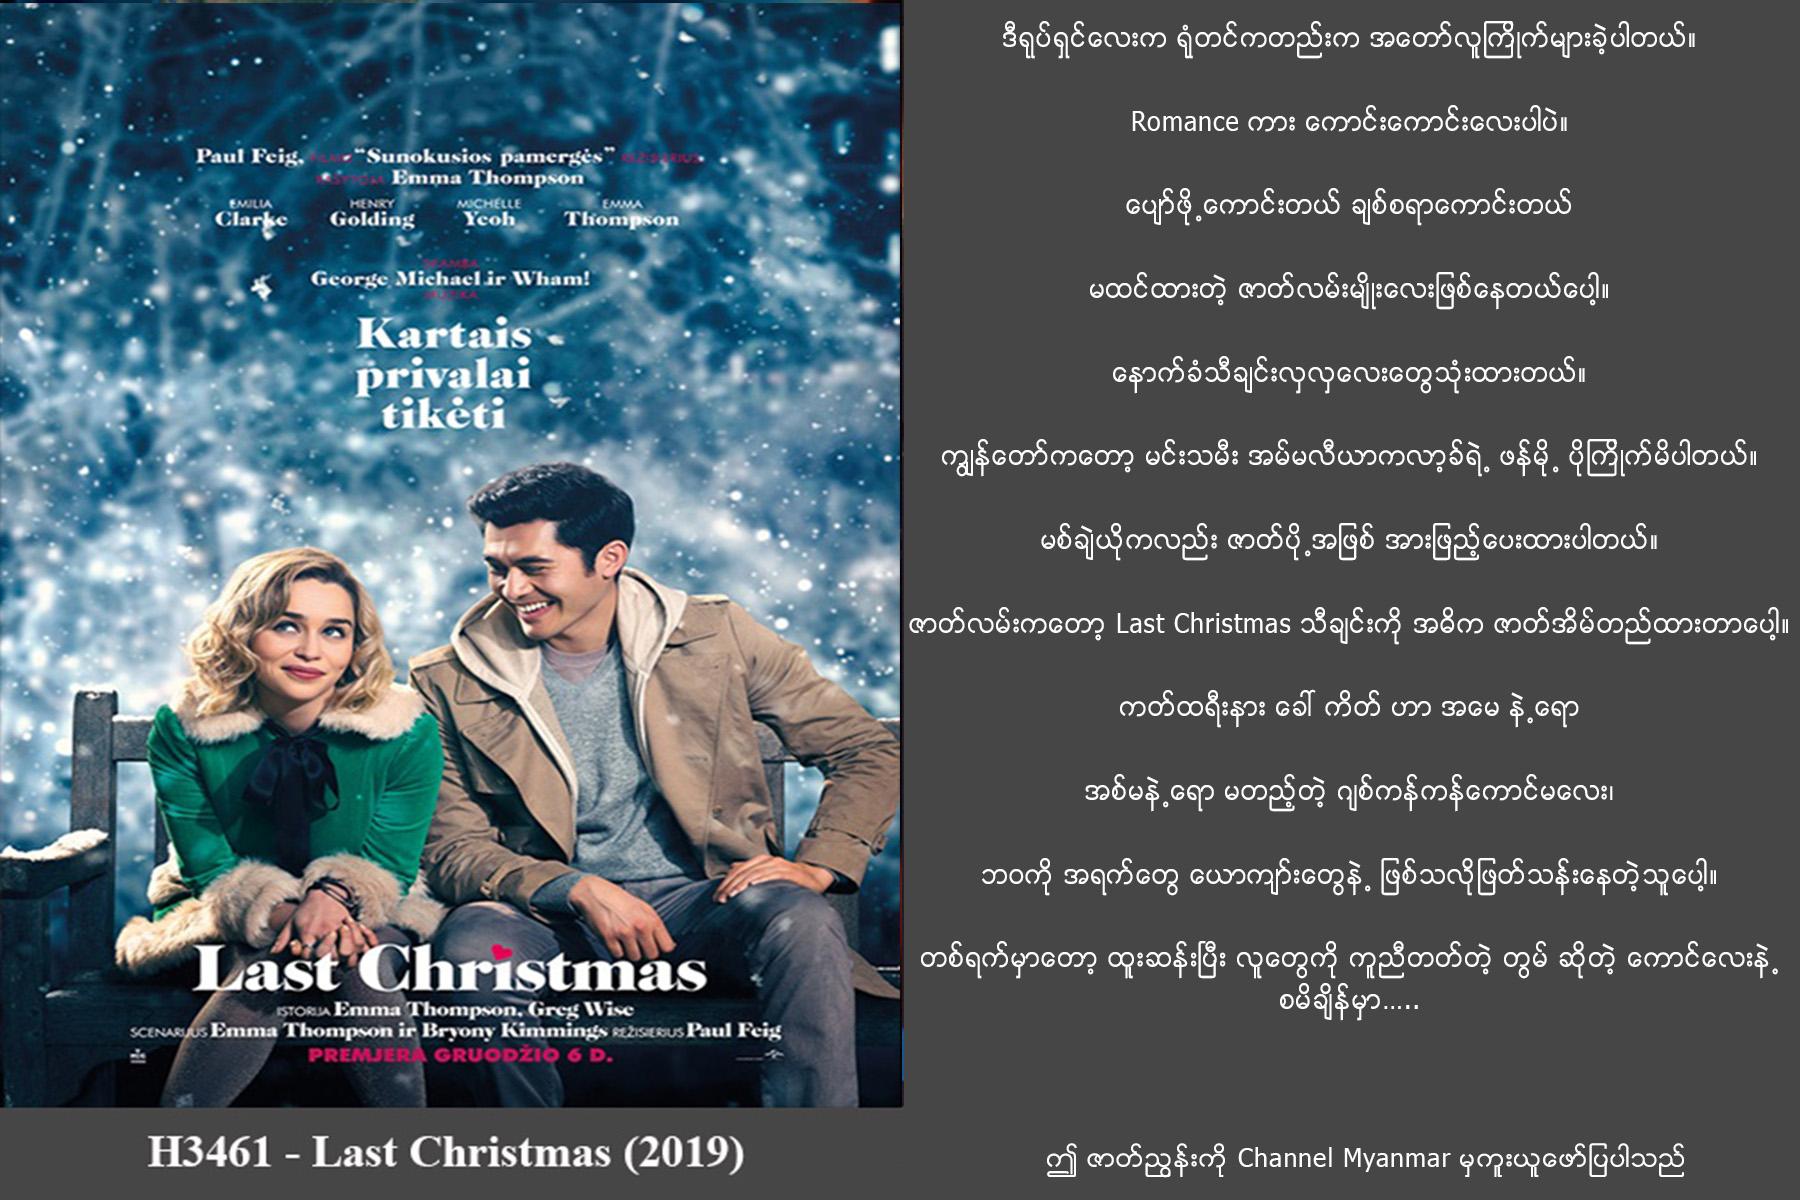 Paul Feig, FILMO “Sunokusios pamergės” REŽISIERIUS
RAŠYTOJA Emma Thompson
EMILIA Clarke HENRY Golding MICHELLE Yeoh EMMA Thompson
SKAMBA
George Michael ir Wham!
MUZIKA
Kartais
privalai
tikėti
Last Christmas
ISTORIJA Emma Thompson, Greg Wise
SCENARIJUS Emma Thompson ir Bryony Kimmings REŽISIERIUS Paul Feig
PREMJERA GRUODŽIO 6 D.
H3461 - Last Christmas (2019)
ဒီရုပ်ရှင်လေးက ရုံတင်ကတည်းက အတော်လူကြိုက်များခဲ့ပါတယ်။
Romance ကား ကောင်းကောင်းလေးပါပဲ။
ပျော်ဖို့ကောင်းတယ် ချစ်စရာကောင်းတယ်
မထင်ထားတဲ့ ဇာတ်လမ်းမျိုးလေးဖြစ်နေတယ်ပေါ့။
နောက်ခံသီချင်းလှလှလေးတွေသုံးထားတယ်။
ကျွန်တော်ကတော့ မင်းသမီး အမ်မလီယာကလာ့ခ်ရဲ့ ဖန်မို့ ပိုကြိုက်မိပါတယ်။
မစ်ချဲယိုကလည်း ဇာတ်ပို့အဖြစ် အားဖြည့်ပေးထားပါတယ်။
ဇာတ်လမ်းကတော့ Last Christmas သီချင်းကို အဓိက ဇာတ်အိမ်တည်ထားတာပေါ့။
ကတ်ထရီးနား ခေါ် ကိတ် ဟာ အမေ နဲ့ရော
အစ်မနဲ့ရော မတည့်တဲ့ ဂျစ်ကန်ကန်ကောင်မလေး၊
ဘဝကို အရက်တွေ ယောကျာ်းတွေနဲ့ ဖြစ်သလိုဖြတ်သန်းနေတဲ့သူပေါ့။
တစ်ရက်မှာတော့ ထူးဆန်းပြီး လူတွေကို ကူညီတတ်တဲ့ တွမ် ဆိုတဲ့ ကောင်လေးနဲ့
စမိချိန်မှာ…..
ဤ ဇာတ်ညွှန်းကို Channel Myanmar မှကူးယူဖော်ပြပါသည်